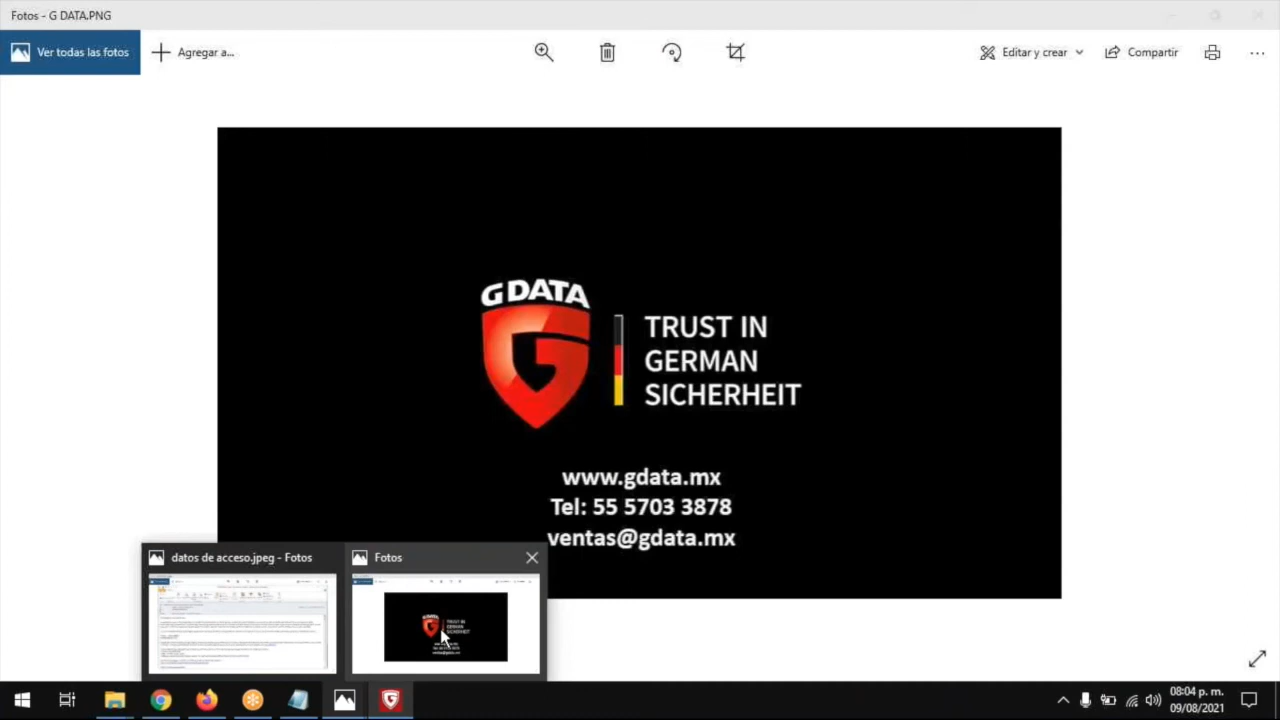 Fotos - G DATA.PNG
Ver todas las fotos
Agregar a...
Editar y crear
Compartir
G DATA
TRUST IN
GERMAN
SICHERHEIT
www.gdata.mx
Tel: 55 5703 3878
ventas@gdata.mx
datos de acceso.jpeg - Fotos
Fotos
08:04 p. m.
09/08/2021